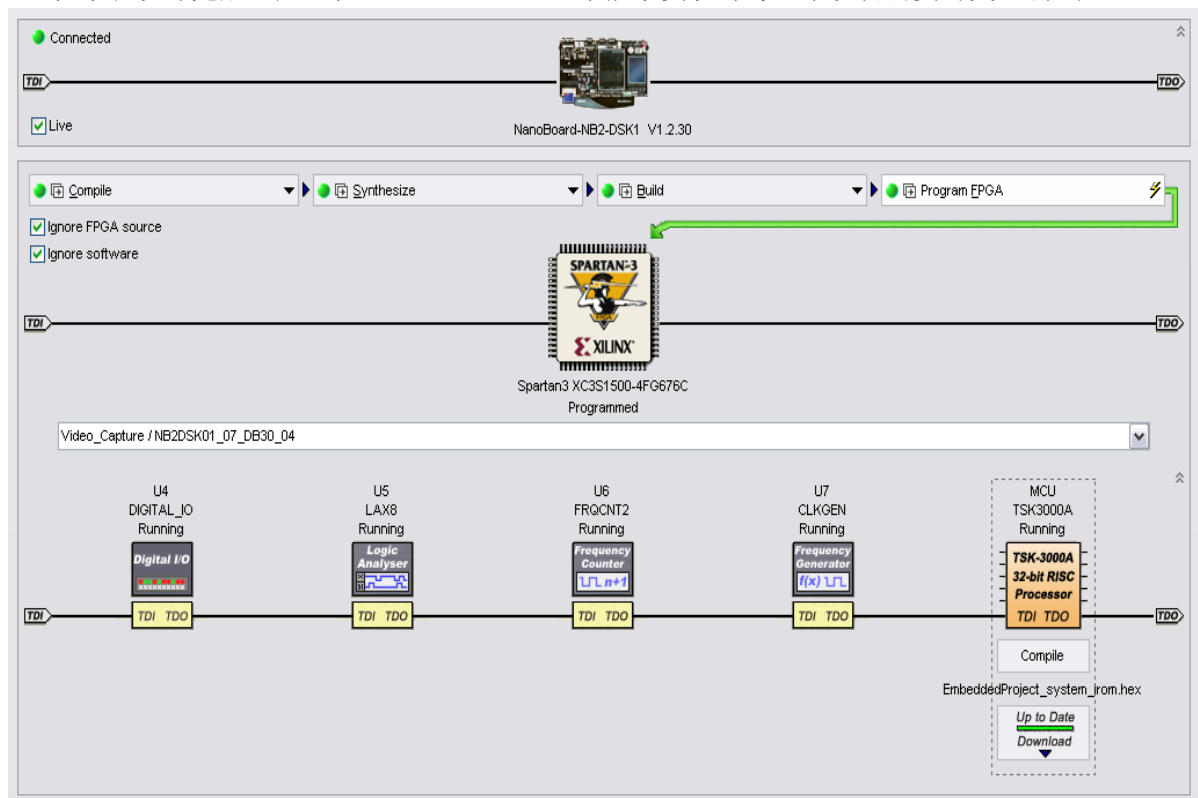 Connected
TDI
TDO
Live
NanoBoard-NB2-DSK1 V1.2.30
Compile
Synthesize
Build
Program FPGA
Ignore FPGA source
Ignore software
SPARTAN-3
FPGA
XILINX
TDI
TDO
Spartan3 XC3S1500-4FG676C
Programmed
Video_Capture / NB2DSK01_07_DB30_04
U4
DIGITAL_IO
Running
Digital I/O
TDI TDO
U5
LAX8
Running
Logic
Analyser
TDI TDO
U6
FRQCNT2
Running
Frequency
Counter
n+1
TDI TDO
U7
CLKGEN
Running
Frequency
Generator
f(x)
TDI TDO
MCU
TSK3000A
Running
TSK-3000A
32-bit RISC
Processor
TDI TDO
TDI
TDO
Compile
EmbeddedProject_system_irom.hex
Up to Date
Download